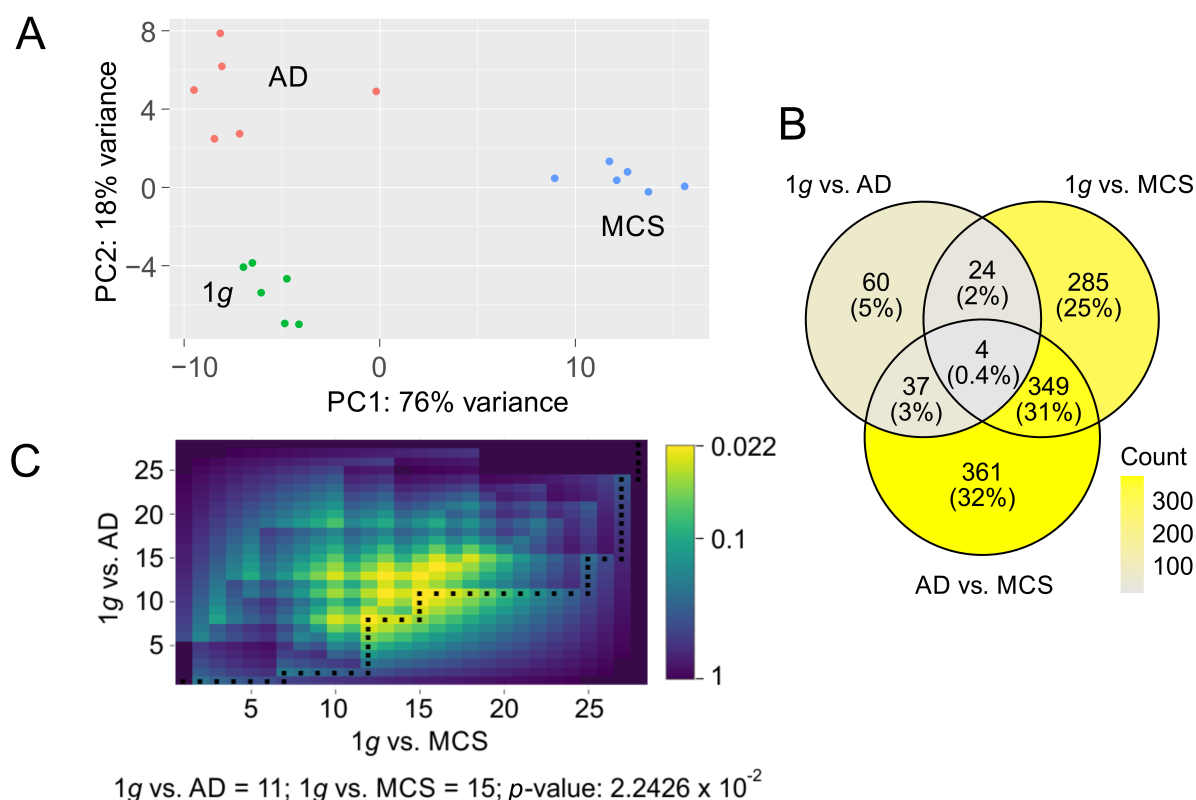 A
8
4
0
−4
PC2: 18% variance
AD
MCS
1g
−10
0
10
PC1: 76% variance
B
1g vs. AD
1g vs. MCS
60
(5%)
24
(2%)
285
(25%)
4
(0.4%)
37
(3%)
349
(31%)
361
(32%)
AD vs. MCS
Count
300
200
100
C
25
20
15
10
5
1g vs. AD
0.022
0.1
1
5
10
15
20
25
1g vs. MCS
1g vs. AD = 11; 1g vs. MCS = 15; p-value: 2.2426 x 10⁻²